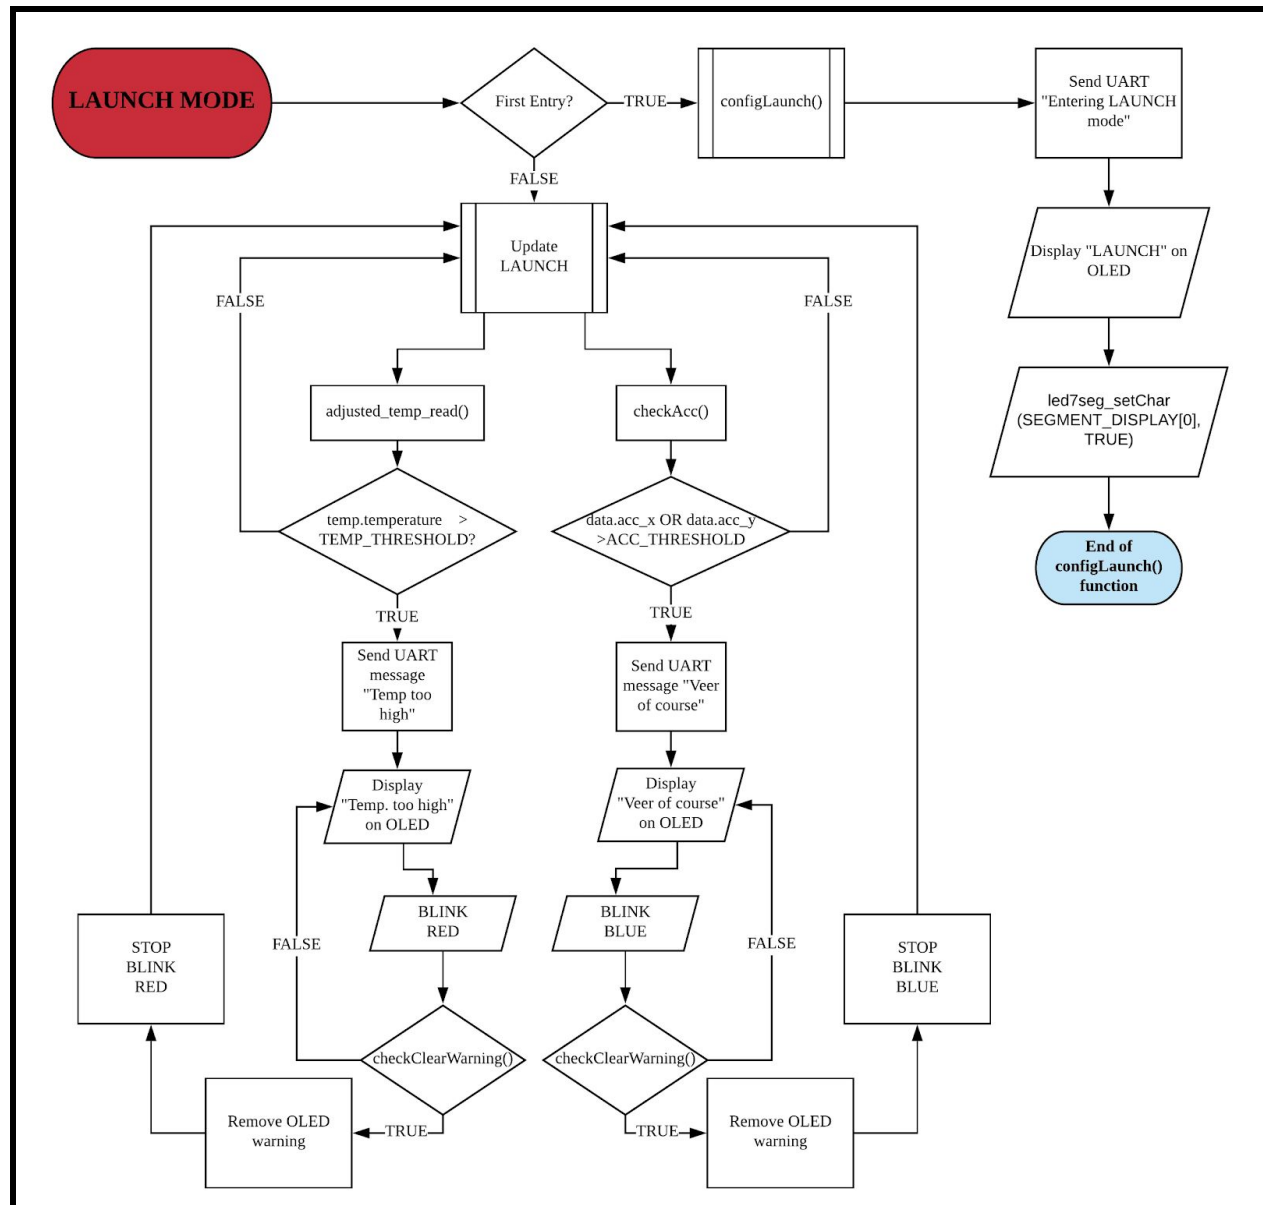 LAUNCH MODE
First Entry?
TRUE
configLaunch()
Send UART
"Entering LAUNCH
mode"
FALSE
Update
LAUNCH
Display "LAUNCH" on
OLED
FALSE
FALSE
adjusted_temp_read()
checkAcc()
led7seg_setChar
(SEGMENT_DISPLAY[0],
TRUE)
temp.temperature >
TEMP_THRESHOLD?
data.acc_x OR data.acc_y
>ACC_THRESHOLD
End of
configLaunch()
function
TRUE
TRUE
Send UART
message
"Temp too
high"
Send UART
message "Veer
of course"
Display
"Temp. too high"
on OLED
Display
"Veer of course"
on OLED
BLINK
RED
BLINK
BLUE
FALSE
FALSE
STOP
BLINK
RED
STOP
BLINK
BLUE
checkClearWarning()
checkClearWarning()
Remove OLED
warning
TRUE
TRUE
Remove OLED
warning